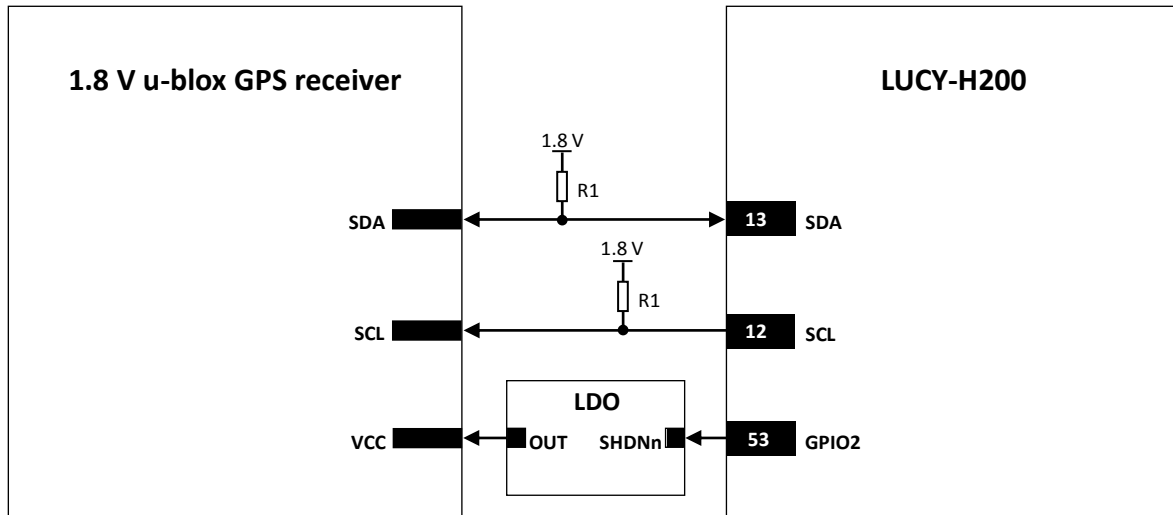 1.8 V u-blox GPS receiver
LUCY-H200
1.8 V
R1
SDA
13
SDA
1.8 V
R1
SCL
12
SCL
LDO
VCC
OUT
SHDNn
53
GPIO2